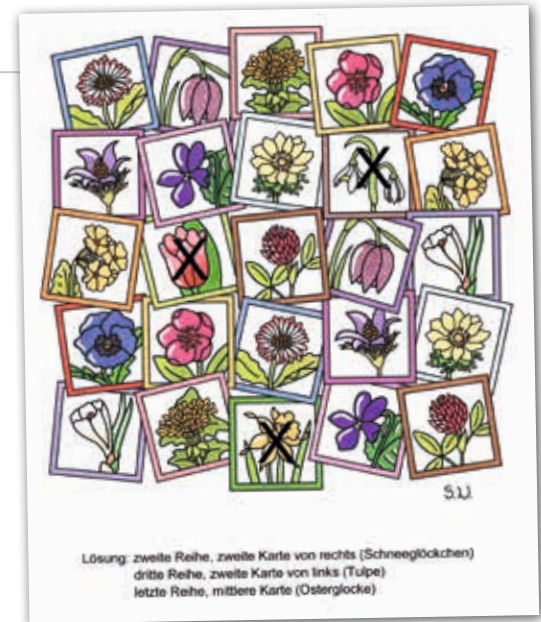 S.W.
Lösung: zweite Reihe, zweite Karte von rechts (Schneeglöckchen)
dritte Reihe, zweite Karte von links (Tulpe)
letzte Reihe, mittlere Karte (Osterglocke)